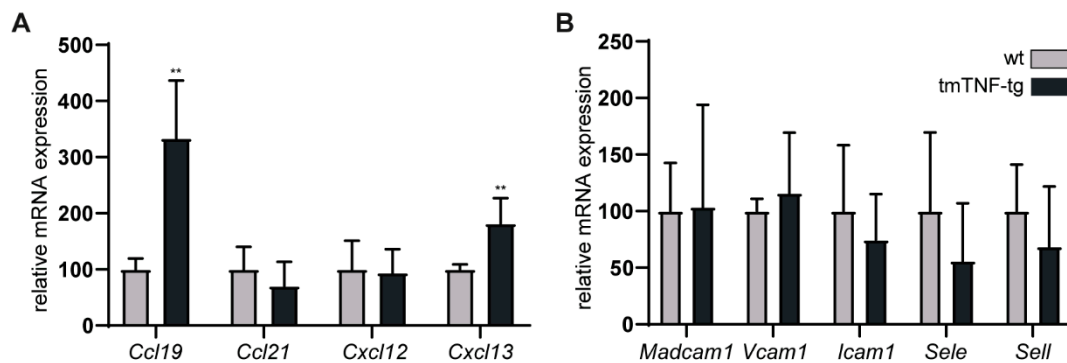 A
relative mRNA expression
500
400
300
200
100
0
**
**
Ccl19 Ccl21 Cxcl12 Cxcl13
B
relative mRNA expression
250
200
150
100
50
0
wt
tmTNF-tg
Madcam1 Vcam1 Icam1 Sele Sell